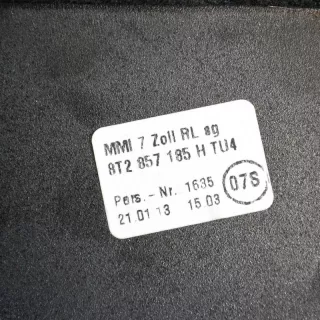 MMI 7 Zoll RL sg
8T2 857 185 H TU4
Pers. - Nr. 1635
21.01.13 15.03
07S